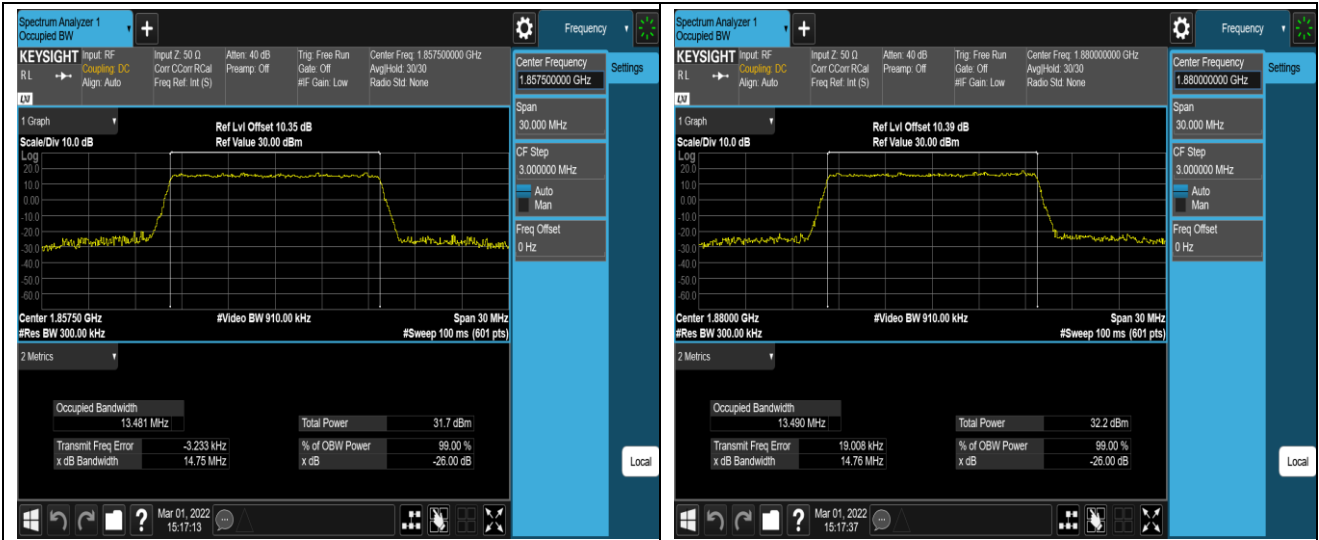 Spectrum Analyzer 1
Occupied BW
+
Frequency
KEYSIGHT
RL
LXI
Input: RF
Coupling: DC
Align: Auto
Input Z: 50 Ω
Corr CCorr RCal
Freq Ref: Int (S)
Atten: 40 dB
Preamp: Off
Trig: Free Run
Gate: Off
#IF Gain: Low
Center Freq: 1.857500000 GHz
Avg|Hold: 30/30
Radio Std: None
Center Frequency
1.857500000 GHz
Settings
Span
30.000 MHz
CF Step
3.000000 MHz
Auto
Man
Freq Offset
0 Hz
Local
1 Graph
Scale/Div 10.0 dB
Ref Lvl Offset 10.35 dB
Ref Value 30.00 dBm
Log
20.0
10.0
0.00
-10.0
-20.0
-30.0
-40.0
-50.0
-60.0
Center 1.85750 GHz
#Video BW 910.00 kHz
Span 30 MHz
#Res BW 300.00 kHz
#Sweep 100 ms (601 pts)
2 Metrics
Occupied Bandwidth
13.481 MHz
Total Power 31.7 dBm
Transmit Freq Error -3.233 kHz
% of OBW Power 99.00 %
x dB Bandwidth 14.75 MHz
x dB -26.00 dB
?
Mar 01, 2022
15:17:13
Spectrum Analyzer 1
Occupied BW
+
Frequency
KEYSIGHT
RL
LXI
Input: RF
Coupling: DC
Align: Auto
Input Z: 50 Ω
Corr CCorr RCal
Freq Ref: Int (S)
Atten: 40 dB
Preamp: Off
Trig: Free Run
Gate: Off
#IF Gain: Low
Center Freq: 1.880000000 GHz
Avg|Hold: 30/30
Radio Std: None
Center Frequency
1.880000000 GHz
Settings
Span
30.000 MHz
CF Step
3.000000 MHz
Auto
Man
Freq Offset
0 Hz
Local
1 Graph
Scale/Div 10.0 dB
Ref Lvl Offset 10.39 dB
Ref Value 30.00 dBm
Log
20.0
10.0
0.00
-10.0
-20.0
-30.0
-40.0
-50.0
-60.0
Center 1.88000 GHz
#Video BW 910.00 kHz
Span 30 MHz
#Res BW 300.00 kHz
#Sweep 100 ms (601 pts)
2 Metrics
Occupied Bandwidth
13.490 MHz
Total Power 32.2 dBm
Transmit Freq Error 19.008 kHz
% of OBW Power 99.00 %
x dB Bandwidth 14.76 MHz
x dB -26.00 dB
?
Mar 01, 2022
15:17:37